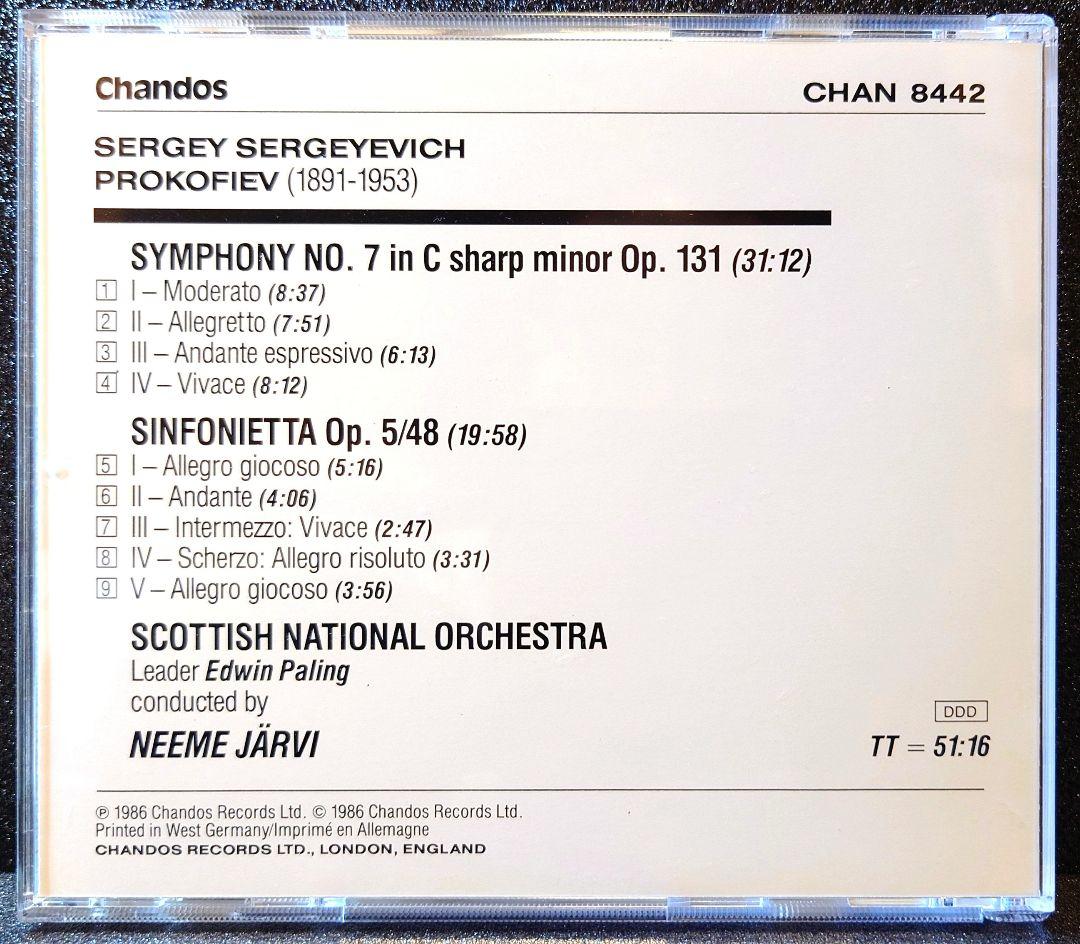 Chandos
CHAN 8442
SERGEY SERGEYEVICH
PROKOFIEV (1891-1953)
SYMPHONY NO. 7 in C sharp minor Op. 131 (31:12)
1 I – Moderato (8:37)
2 II – Allegretto (7:51)
3 III – Andante espressivo (6:13)
4 IV – Vivace (8:12)
SINFONIETTA Op. 5/48 (19:58)
5 I – Allegro giocoso (5:16)
6 II – Andante (4:06)
7 III – Intermezzo: Vivace (2:47)
8 IV – Scherzo: Allegro risoluto (3:31)
9 V – Allegro giocoso (3:56)
SCOTTISH NATIONAL ORCHESTRA
Leader Edwin Paling
conducted by
NEEME JÄRVI
DDD
TT = 51:16
℗ 1986 Chandos Records Ltd. © 1986 Chandos Records Ltd.
Printed in West Germany/Imprimé en Allemagne
CHANDOS RECORDS LTD., LONDON, ENGLAND